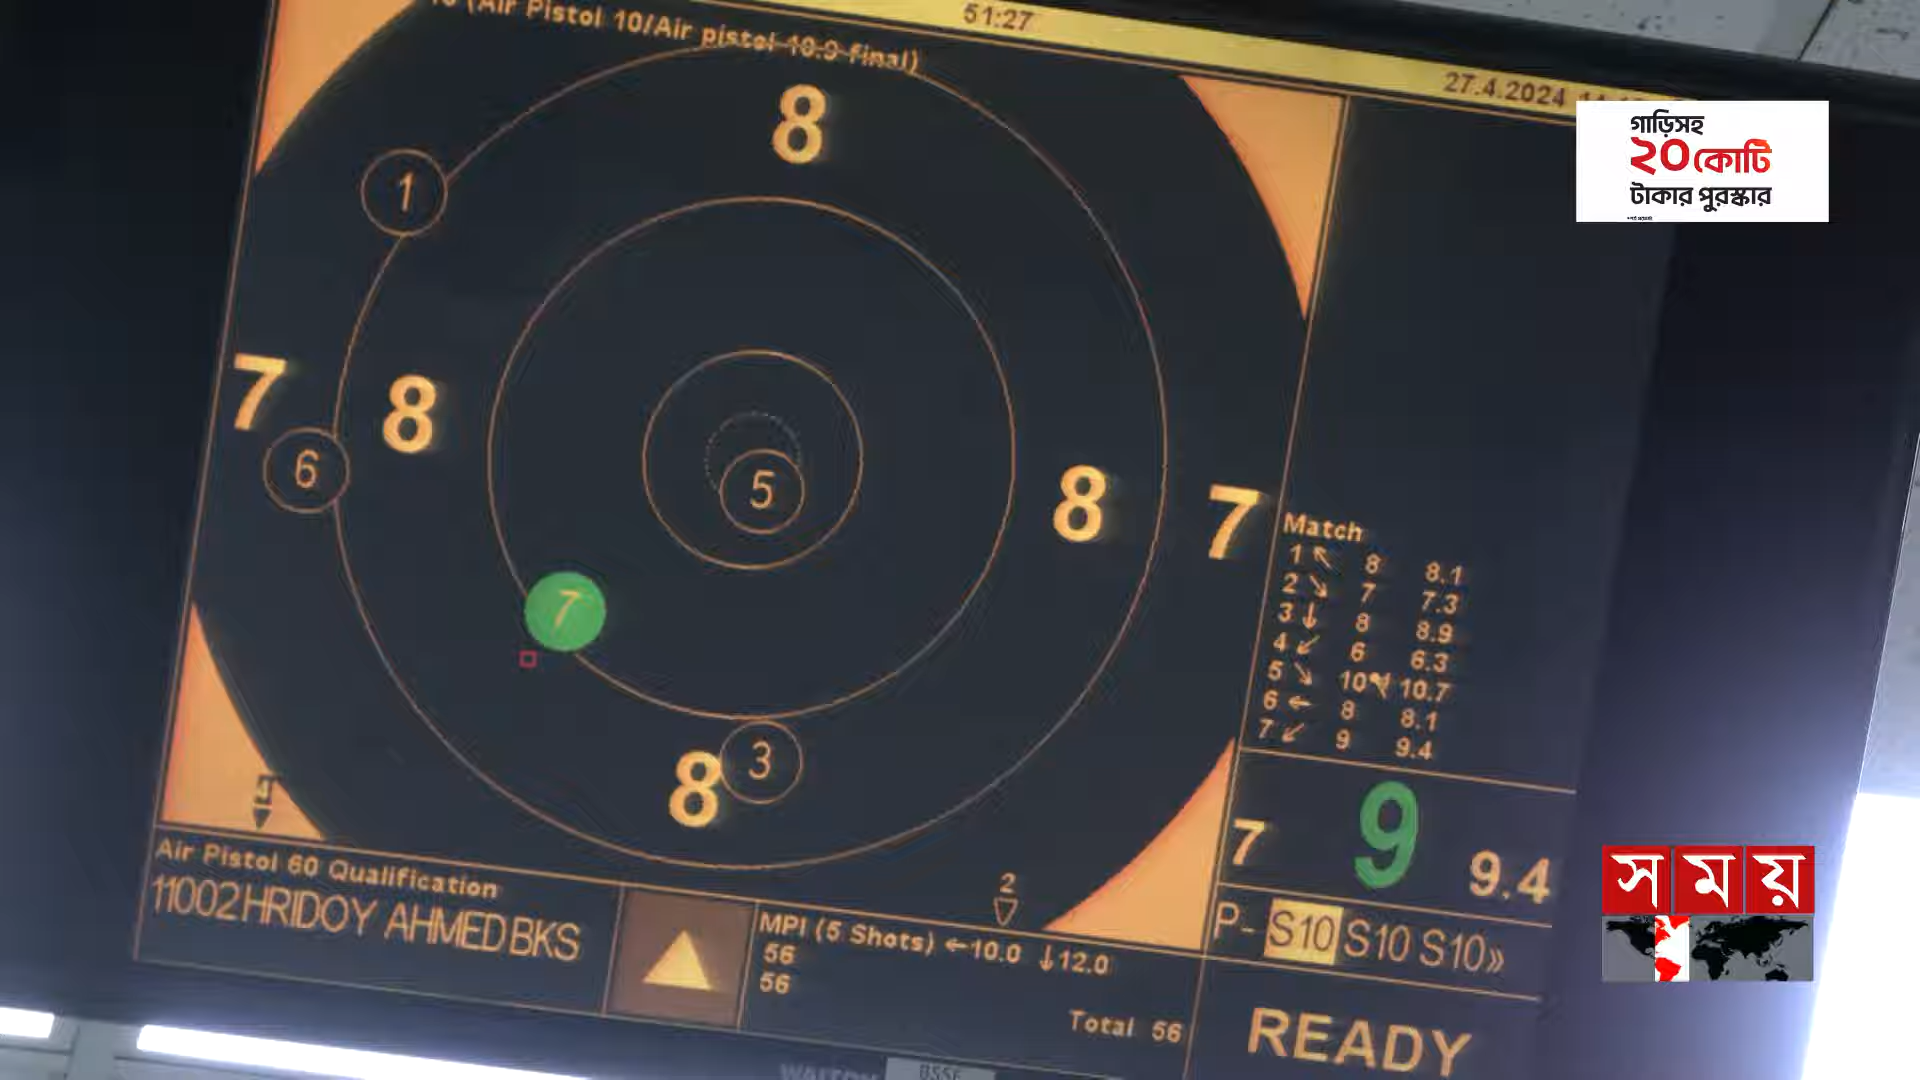 (Air Pistol 10/Air pistol 10.9 final)
51:27
27.4.2024
গাড়িসহ
২০ কোটি
টাকার পুরস্কার
8
1
7
8
6
5
8
7
7
3
8
4
2
Match
1 ↖ 8 8.1
2 ↘ 7 7.3
3 ↓ 8 8.9
4 ↙ 6 6.3
5 ↘ 10 10.7
6 ← 8 8.1
7 ↙ 9 9.4
7 9 9.4
P- S10 S10 S10»
READY
Air Pistol 60 Qualification
11002 HRIDOY AHMED BKS
MPI (5 Shots) ←10.0 ↓12.0
56
56
Total 56
WALTON
সময়